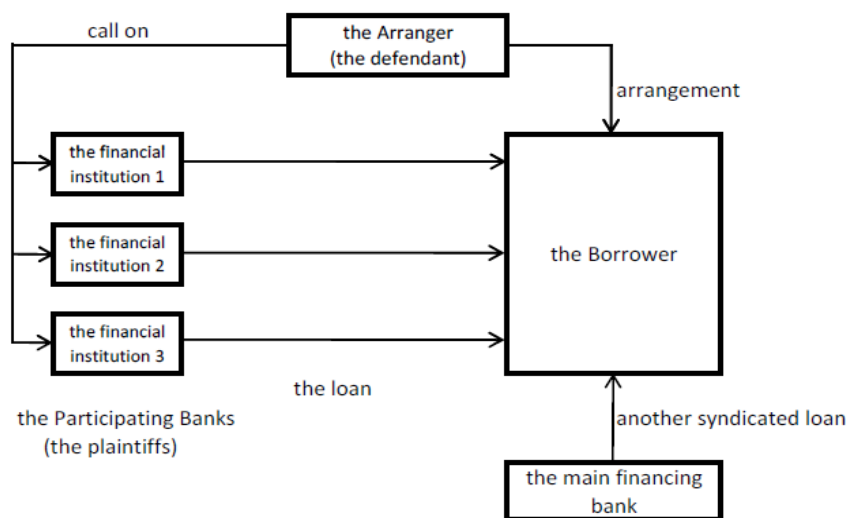 call on
the Arranger
(the defendant)
arrangement
the financial
institution 1
the financial
institution 2
the Borrower
the financial
institution 3
the loan
the Participating Banks
(the plaintiffs)
another syndicated loan
the main financing
bank